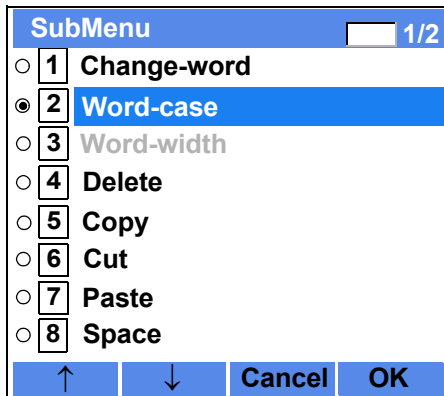 SubMenu 1/2
1 Change-word
2 Word-case
3 Word-width
4 Delete
5 Copy
6 Cut
7 Paste
8 Space
↑ ↓ Cancel OK